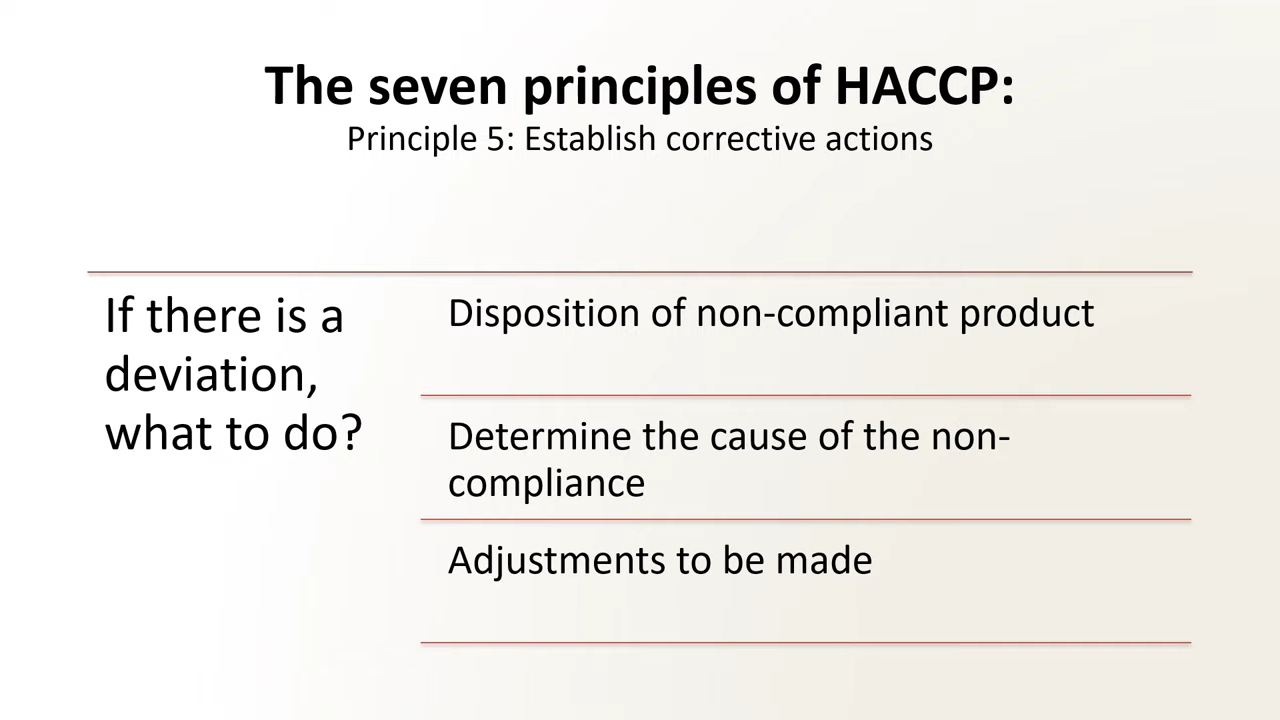 The seven principles of HACCP:
Principle 5: Establish corrective actions
If there is a
deviation,
what to do?
Disposition of non-compliant product
Determine the cause of the non-
compliance
Adjustments to be made